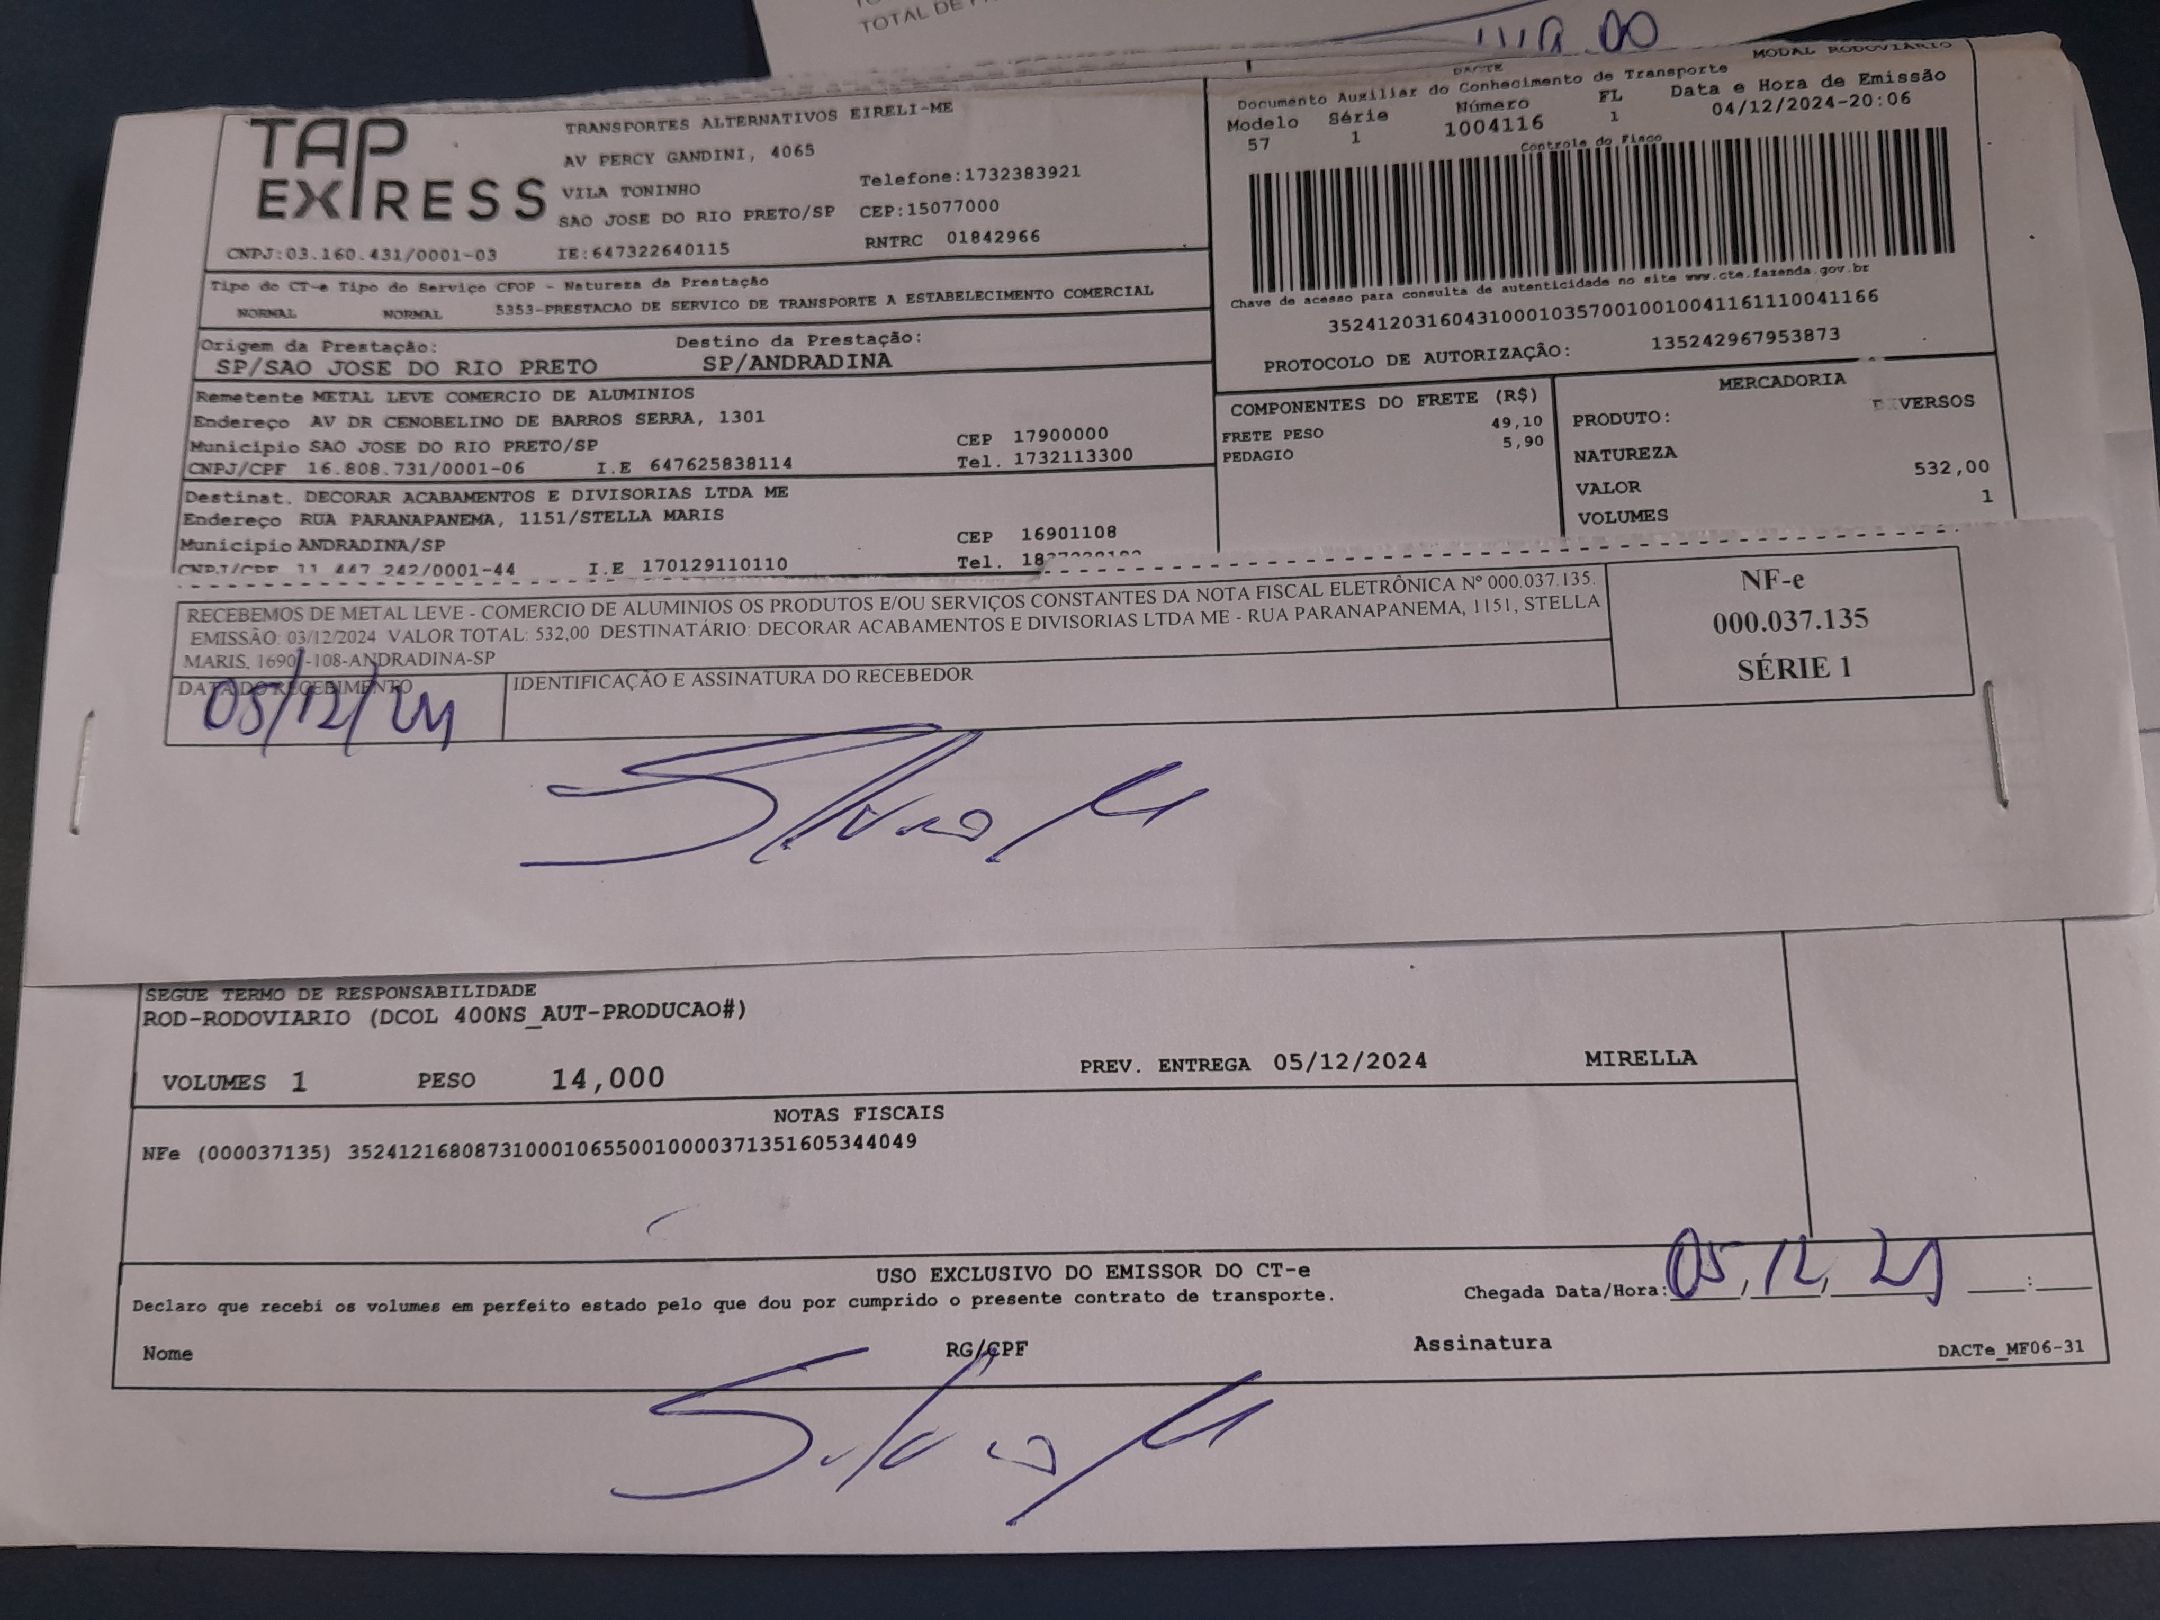 TOTAL DE
TAP EXPRESS
TRANSPORTES ALTERNATIVOS EIRELI-ME
AV PERCY GANDINI, 4065
VILA TONINHO Telefone:1732383921
SAO JOSE DO RIO PRETO/SP CEP:15077000
CNPJ:03.160.431/0001-03 IE:647322640115 RNTRC 01842966
DACTE MODAL RODOVIARIO
Documento Auxiliar do Conhecimento de Transporte Data e Hora de Emissão
Modelo Série Número FL 04/12/2024-20:06
57 1 1004116 1
Controle do Fisco
Chave de acesso para consulta de autenticidade no site www.cte.fazenda.gov.br
35241203160431000103570010010041161110041166
PROTOCOLO DE AUTORIZAÇÃO: 135242967953873
Tipo do CT-e Tipo do Serviço CFOP - Natureza da Prestação
NORMAL NORMAL 5353-PRESTACAO DE SERVICO DE TRANSPORTE A ESTABELECIMENTO COMERCIAL
Origem da Prestação: Destino da Prestação:
SP/SAO JOSE DO RIO PRETO SP/ANDRADINA
Remetente METAL LEVE COMERCIO DE ALUMINIOS
Endereço AV DR CENOBELINO DE BARROS SERRA, 1301
Municipio SAO JOSE DO RIO PRETO/SP CEP 17900000
CNPJ/CPF 16.808.731/0001-06 I.E 647625838114 Tel. 1732113300
Destinat. DECORAR ACABAMENTOS E DIVISORIAS LTDA ME
Endereço RUA PARANAPANEMA, 1151/STELLA MARIS
Municipio ANDRADINA/SP CEP 16901108
CNPJ/CPF 11.447.242/0001-44 I.E 170129110110 Tel.
COMPONENTES DO FRETE (R$)
FRETE PESO 49,10
PEDAGIO 5,90
MERCADORIA
PRODUTO: DIVERSOS
NATUREZA
VALOR 532,00
VOLUMES 1
RECEBEMOS DE METAL LEVE - COMERCIO DE ALUMINIOS OS PRODUTOS E/OU SERVIÇOS CONSTANTES DA NOTA FISCAL ELETRÔNICA Nº 000.037.135.
EMISSÃO: 03/12/2024 VALOR TOTAL: 532,00 DESTINATÁRIO: DECORAR ACABAMENTOS E DIVISORIAS LTDA ME - RUA PARANAPANEMA, 1151, STELLA
MARIS, 16901-108-ANDRADINA-SP
DATA DO RECEBIMENTO IDENTIFICAÇÃO E ASSINATURA DO RECEBEDOR
05/12/24
NF-e
000.037.135
SÉRIE 1
SEGUE TERMO DE RESPONSABILIDADE
ROD-RODOVIARIO (DCOL 400NS_AUT-PRODUCAO#)
VOLUMES 1 PESO 14,000 PREV. ENTREGA 05/12/2024 MIRELLA
NOTAS FISCAIS
NFe (000037135) 35241216808731000106550010000371351605344049
USO EXCLUSIVO DO EMISSOR DO CT-e
Declaro que recebi os volumes em perfeito estado pelo que dou por cumprido o presente contrato de transporte. Chegada Data/Hora: 05/12/24 __:__
Nome RG/CPF Assinatura DACTe_MF06-31